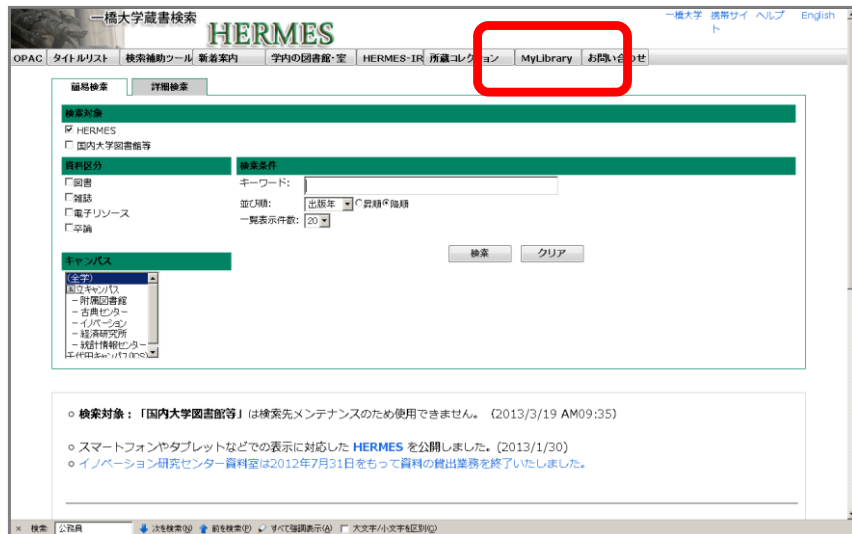 一橋大学蔵書検索
HERMES
一橋大学 携帯サイト ヘルプ English
OPAC タイトルリスト 検索補助ツール 新着案内 学内の図書館・室 HERMES-IR 所蔵コレクション MyLibrary お問い合わせ
簡易検索 詳細検索
検索対象
HERMES
国内大学図書館等
資料区分 検索条件
図書 キーワード:
雑誌
並び順: 出版年 昇順 降順
電子リソース
一覧表示件数: 20
卒論
検索 クリア
キャンパス
(全学)
国立キャンパス
－附属図書館
－古典センター
－イノベーション
－経済研究所
－統計情報センター
千代田キャンパス(ICS)
検索対象：「国内大学図書館等」は検索先メンテナンスのため使用できません。 (2013/3/19 AM09:35)
スマートフォンやタブレットなどでの表示に対応した HERMES を公開しました。(2013/1/30)
イノベーション研究センター資料室は2012年7月31日をもって資料の貸出業務を終了いたしました。
× 検索: 公務員 次を検索(N) 前を検索(P) すべて強調表示(A) 大文字/小文字を区別(C)